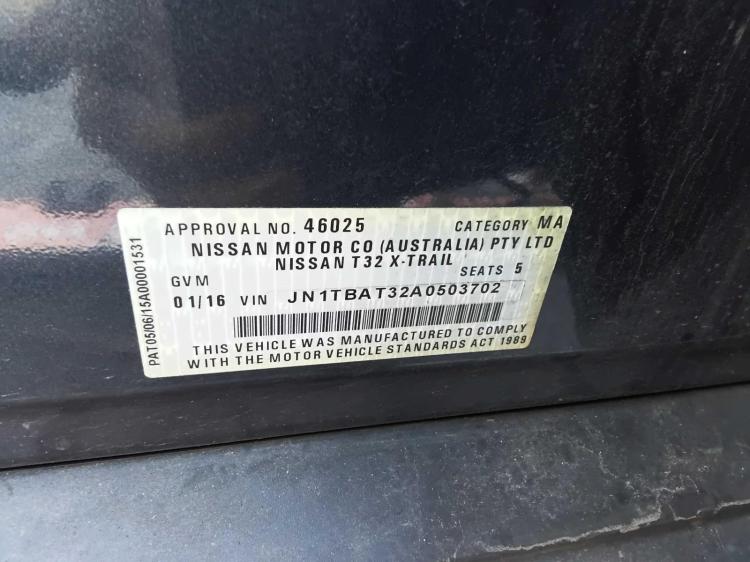 APPROVAL NO. 46025 CATEGORY MA
NISSAN MOTOR CO (AUSTRALIA) PTY LTD
NISSAN T32 X-TRAIL
GVM SEATS 5
01/16 VIN JN1TBAT32A0503702
THIS VEHICLE WAS MANUFACTURED TO COMPLY
WITH THE MOTOR VEHICLE STANDARDS ACT 1989
PAT05/06/15A00001531